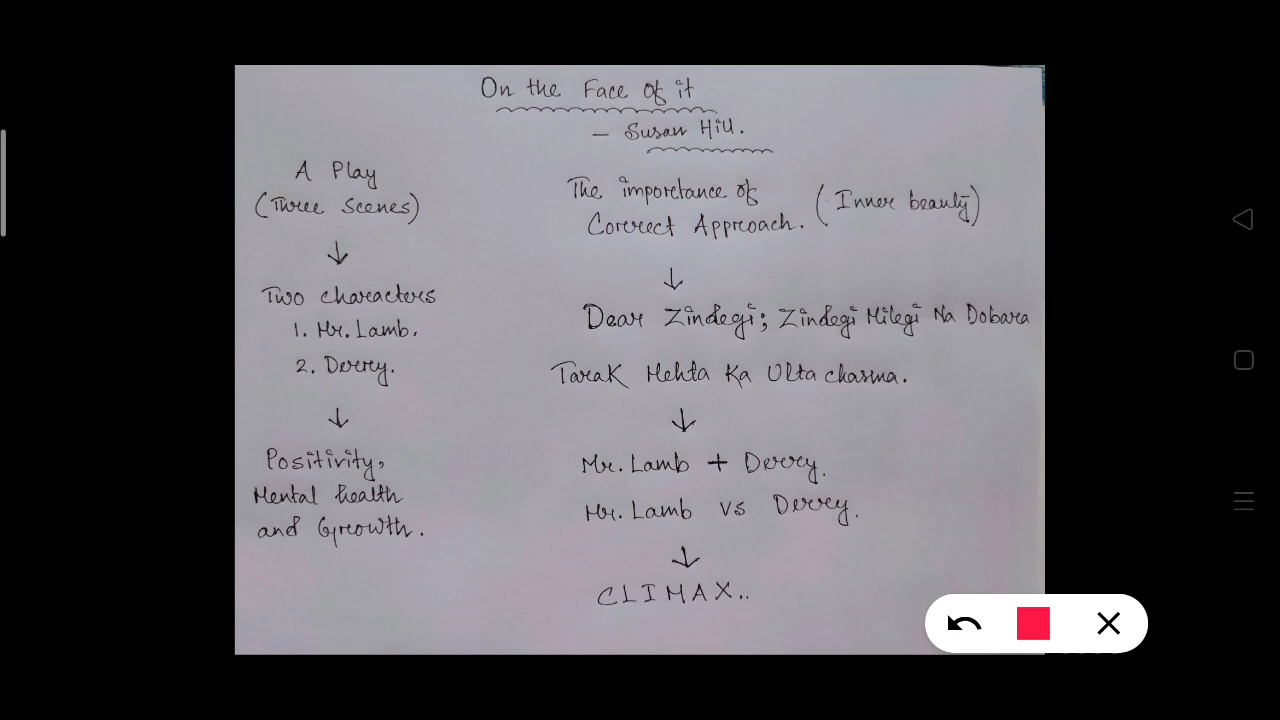 On the Face of it
- Susan Hill.
A Play
(Three Scenes)
↓
Two characters
1. Mr. Lamb.
2. Derry.
↓
Positivity,
Mental health
and Growth.
The importance of
Correct Approach. (Inner beauty)
↓
Dear Zindegi; Zindegi Milegi Na Dobara
Tarak Mehta Ka Ulta chasma.
↓
Mr. Lamb + Derry.
Mr. Lamb vs Derry.
↓
CLIMAX..